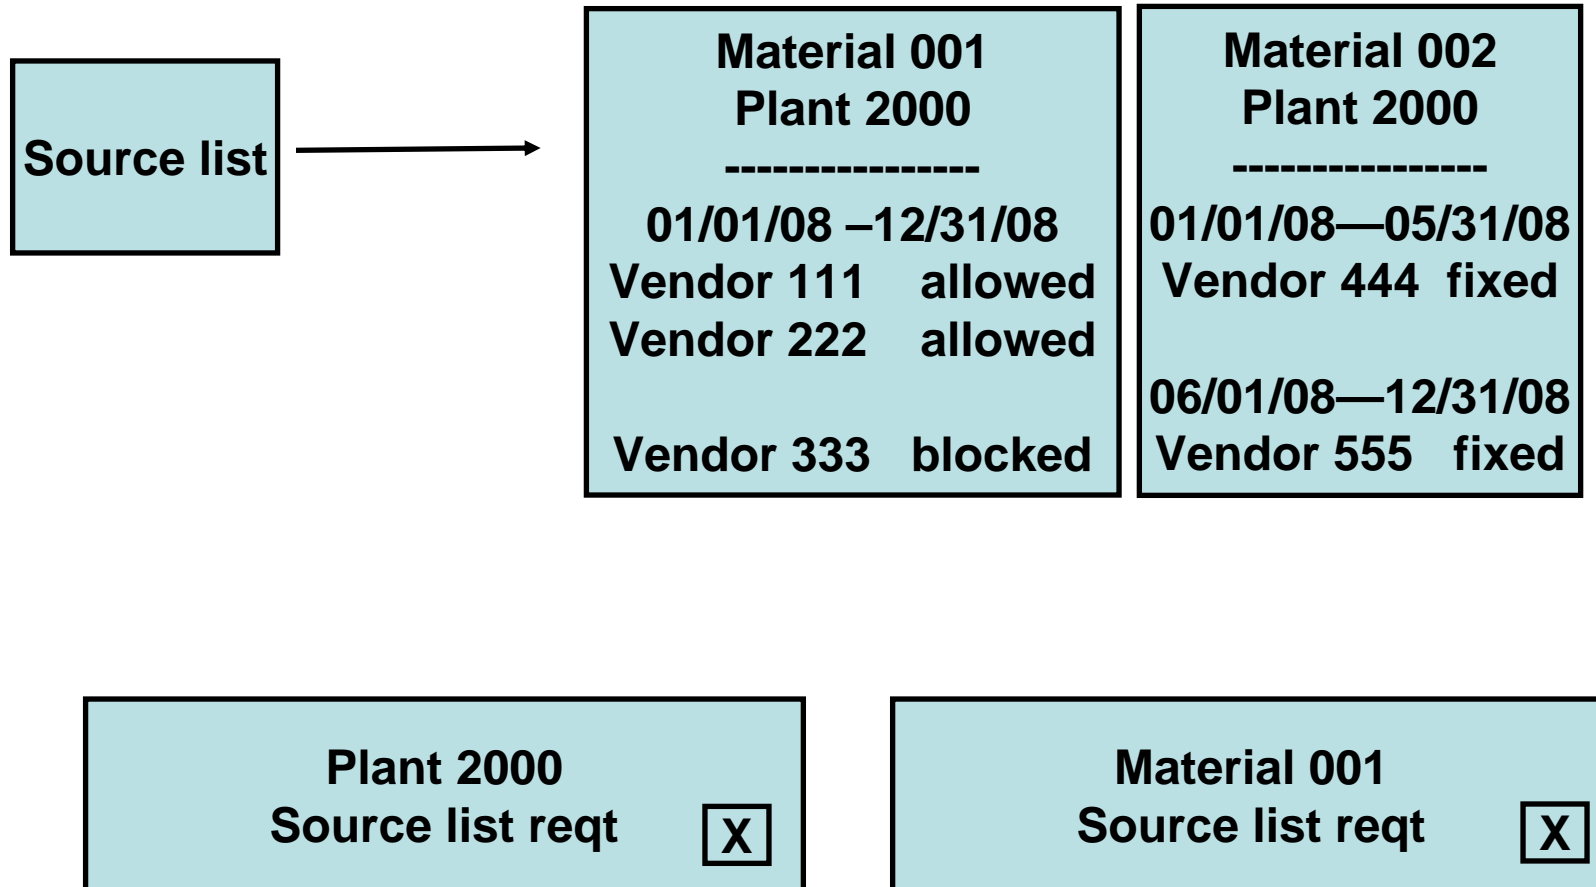 Source list
Material 001
Plant 2000
----------------
01/01/08 –12/31/08
Vendor 111 allowed
Vendor 222 allowed
Vendor 333 blocked
Material 002
Plant 2000
----------------
01/01/08—05/31/08
Vendor 444 fixed
06/01/08—12/31/08
Vendor 555 fixed
Plant 2000
Source list reqt X
Material 001
Source list reqt X